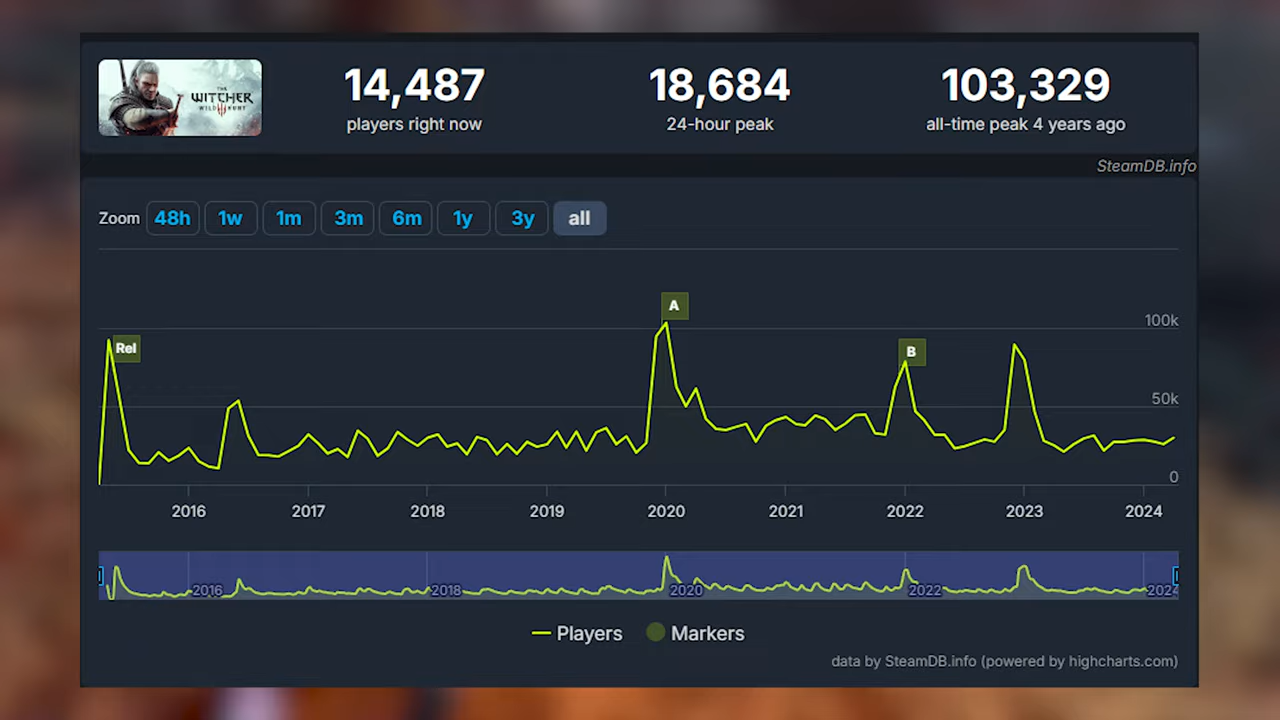 THE
WITCHER
WILD HUNT
14,487
players right now
18,684
24-hour peak
103,329
all-time peak 4 years ago
SteamDB.info
Zoom 48h 1w 1m 3m 6m 1y 3y all
A
Rel
B
100k
50k
0
2016 2017 2018 2019 2020 2021 2022 2023 2024
2016 2018 2020 2022 2024
Players Markers
data by SteamDB.info (powered by highcharts.com)